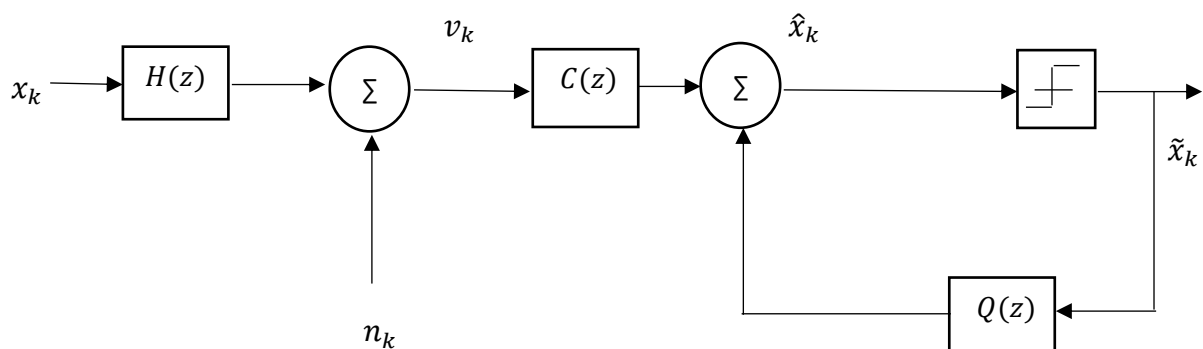 v_k
x̂_k
x_k
H(z)
Σ
C(z)
Σ
x̃_k
Q(z)
n_k